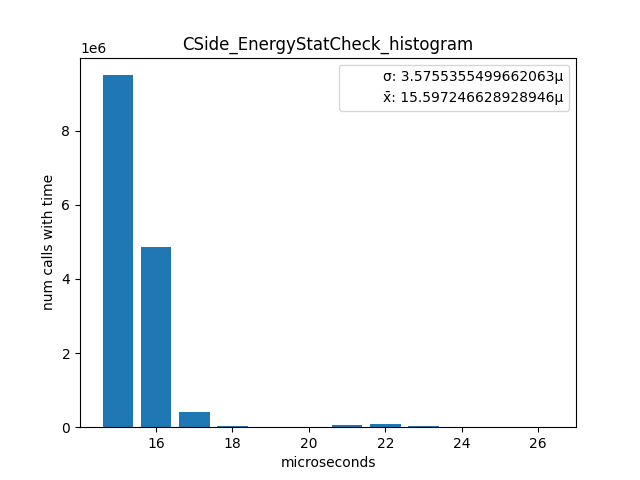 CSide_EnergyStatCheck_histogram
1e6
σ: 3.5755355499662063μ
x̄: 15.597246628928946μ
8
6
4
2
0
num calls with time
16 18 20 22 24 26
microseconds